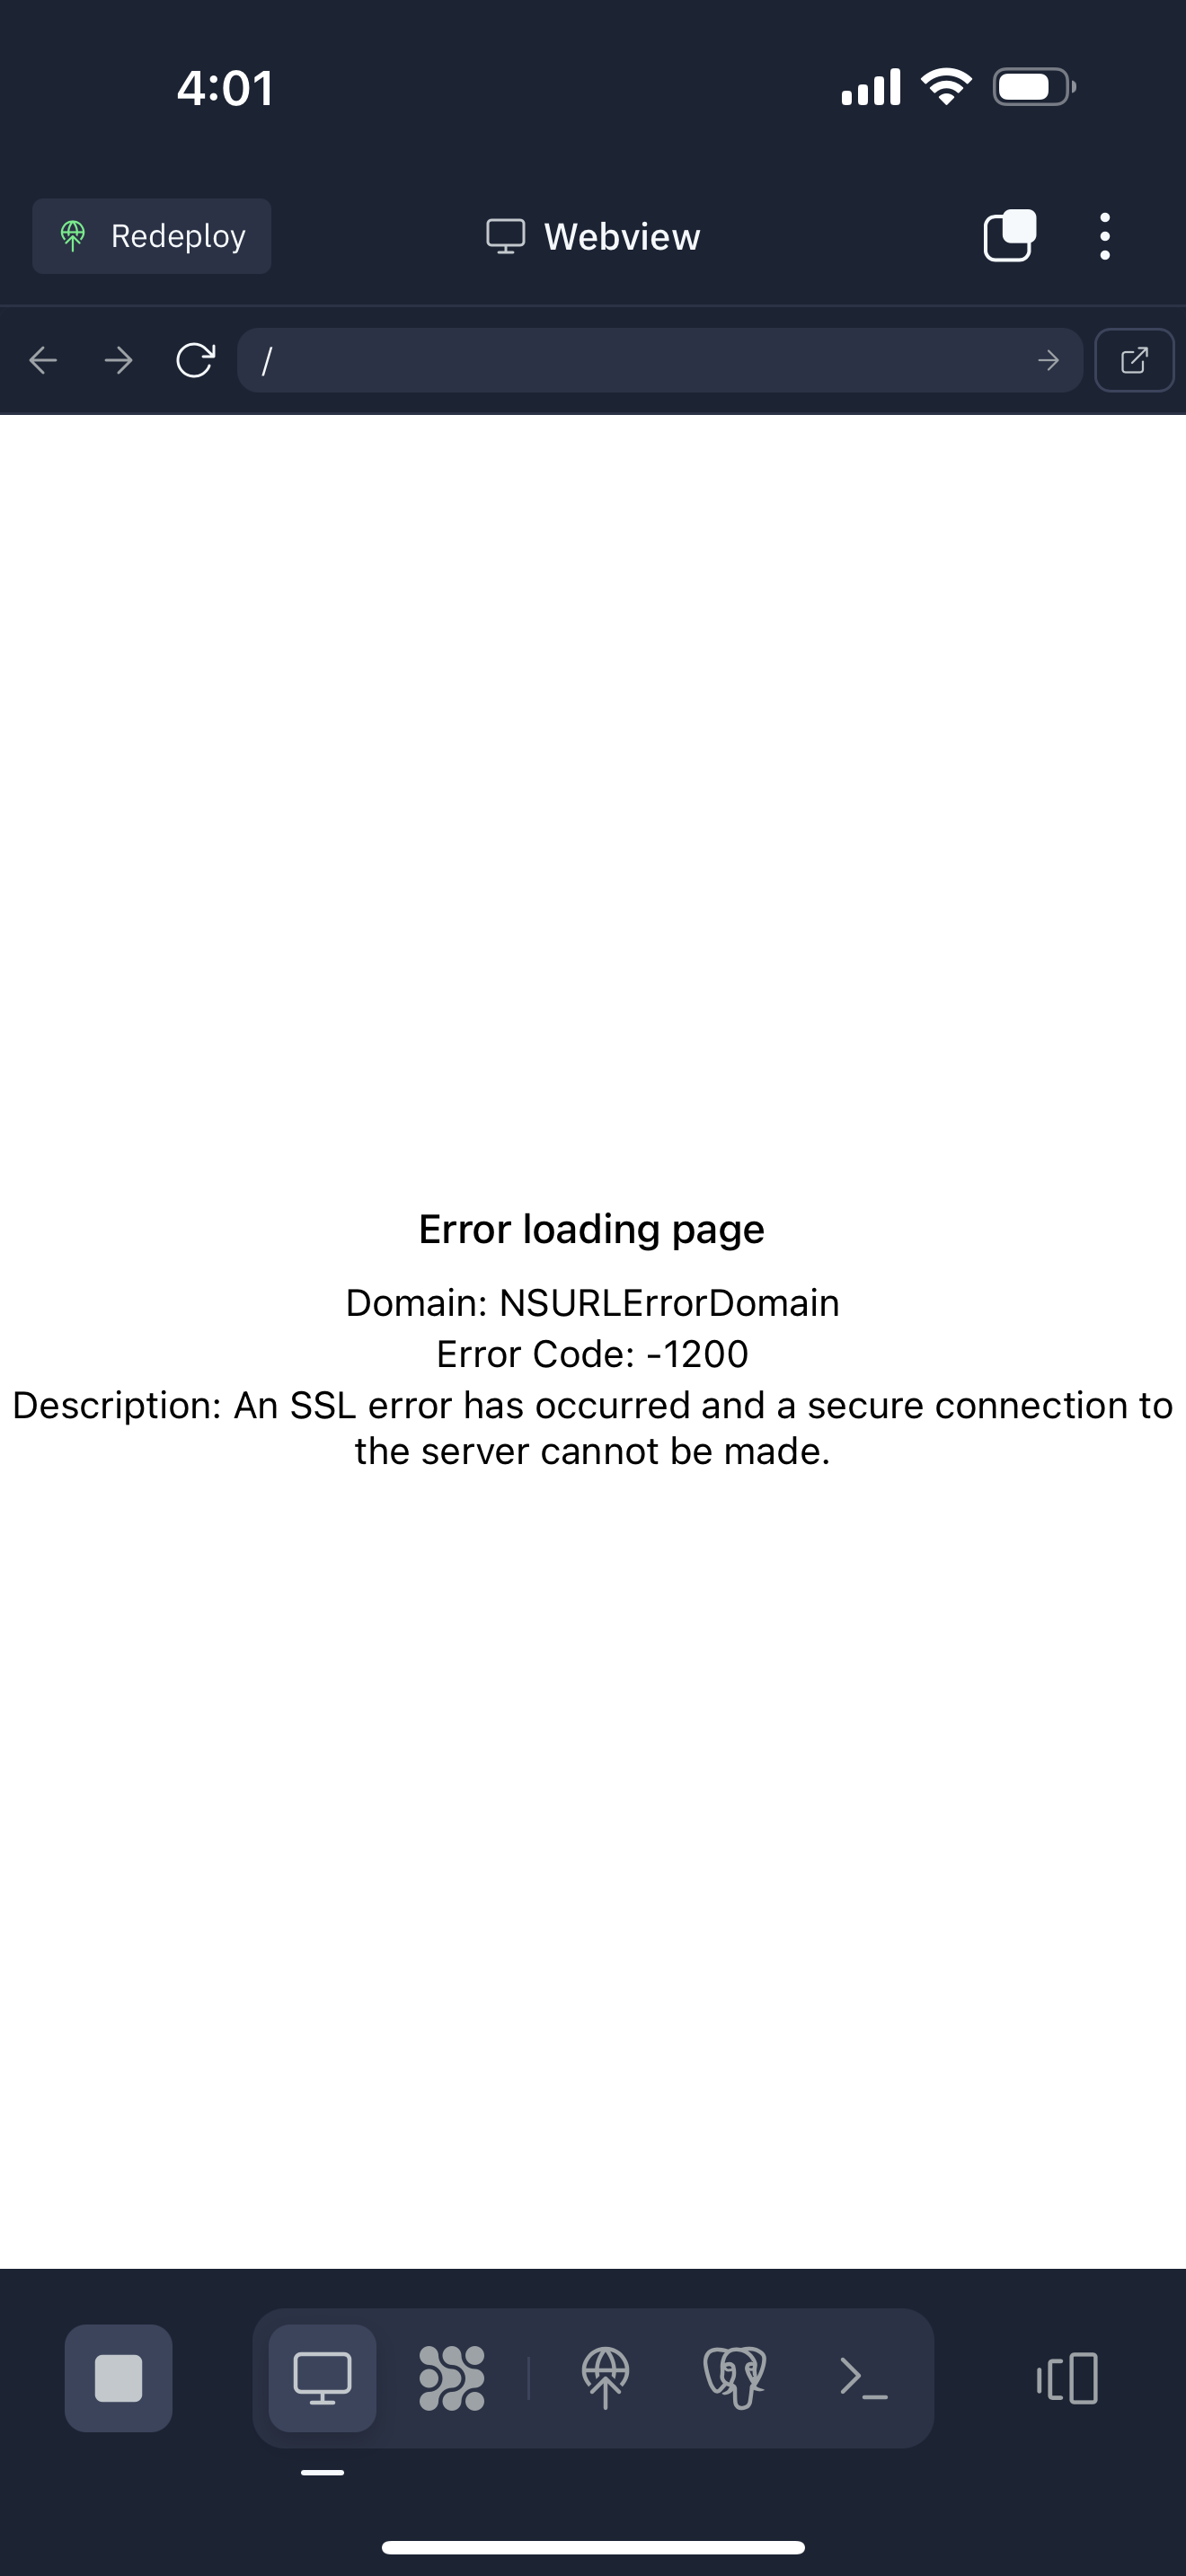 4:01
Redeploy
Webview
/
Error loading page
Domain: NSURLErrorDomain
Error Code: -1200
Description: An SSL error has occurred and a secure connection to
the server cannot be made.